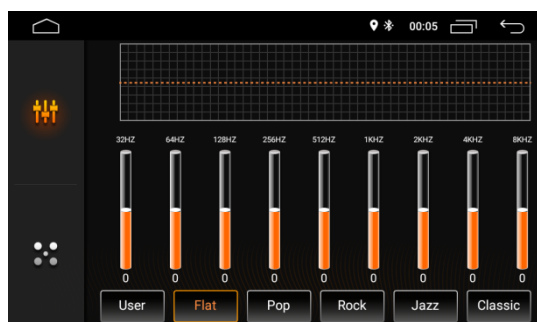 00:05
32HZ 64HZ 128HZ 256HZ 512HZ 1KHZ 2KHZ 4KHZ 8KHZ
0 0 0 0 0 0 0 0 0
User Flat Pop Rock Jazz Classic